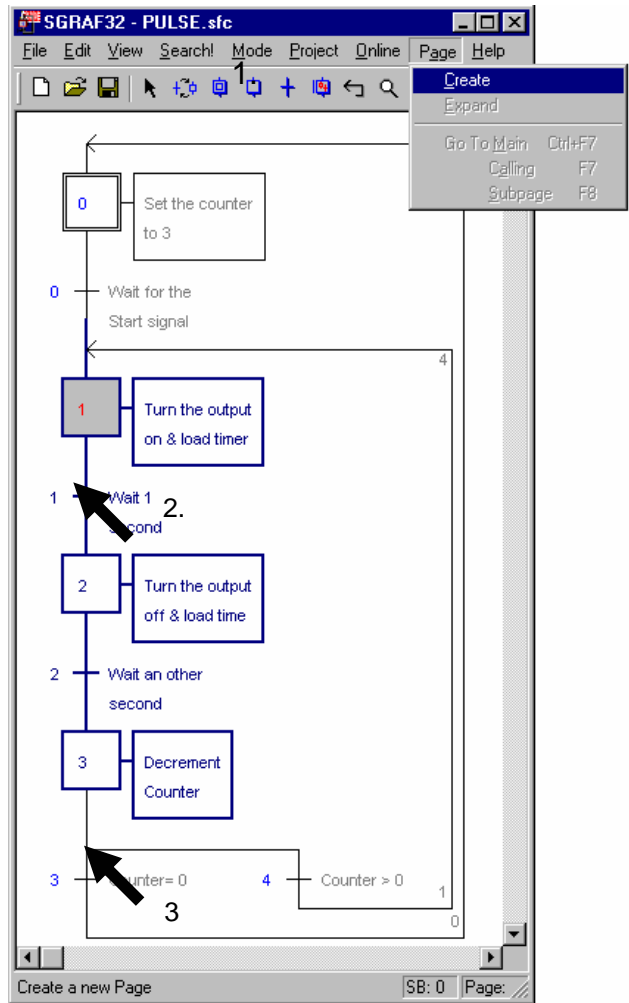 SGRAF32 - PULSE.sfc
File Edit View Search! Mode Project Online Page Help
1
Create
Expand
Go To Main Ctrl+F7
Calling F7
Subpage F8
0
Set the counter
to 3
0
Wait for the
Start signal
4
1
Turn the output
on & load timer
1
Wait 1
second
2.
2
Turn the output
off & load time
2
Wait an other
second
3
Decrement
Counter
3
Counter= 0
4
Counter > 0
1
3
0
Create a new Page
SB: 0
Page: